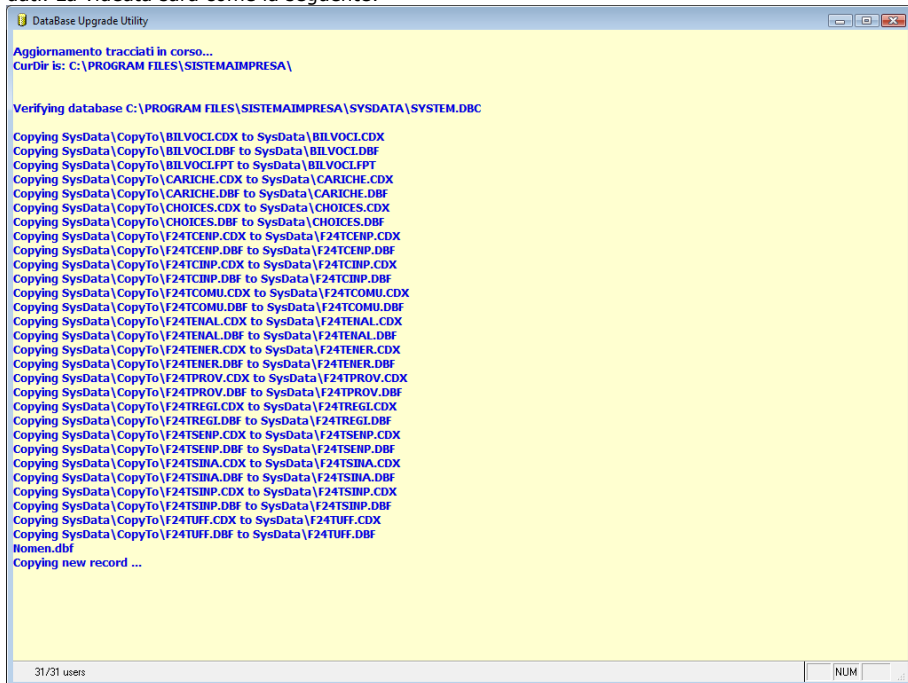 dati. La videata sarà come la seguente:
DataBase Upgrade Utility
Aggiornamento tracciati in corso...
CurDir is: C:\PROGRAM FILES\SISTEMAIMPRESA\
Verifying database C:\PROGRAM FILES\SISTEMAIMPRESA\SYSDATA\SYSTEM.DBC
Copying SysData\CopyTo\BILVOCI.CDX to SysData\BILVOCI.CDX
Copying SysData\CopyTo\BILVOCI.DBF to SysData\BILVOCI.DBF
Copying SysData\CopyTo\BILVOCI.FPT to SysData\BILVOCI.FPT
Copying SysData\CopyTo\CARICHE.CDX to SysData\CARICHE.CDX
Copying SysData\CopyTo\CARICHE.DBF to SysData\CARICHE.DBF
Copying SysData\CopyTo\CHOICES.CDX to SysData\CHOICES.CDX
Copying SysData\CopyTo\CHOICES.DBF to SysData\CHOICES.DBF
Copying SysData\CopyTo\F24TCENP.CDX to SysData\F24TCENP.CDX
Copying SysData\CopyTo\F24TCENP.DBF to SysData\F24TCENP.DBF
Copying SysData\CopyTo\F24TCINP.CDX to SysData\F24TCINP.CDX
Copying SysData\CopyTo\F24TCINP.DBF to SysData\F24TCINP.DBF
Copying SysData\CopyTo\F24TCOMU.CDX to SysData\F24TCOMU.CDX
Copying SysData\CopyTo\F24TCOMU.DBF to SysData\F24TCOMU.DBF
Copying SysData\CopyTo\F24TENAL.CDX to SysData\F24TENAL.CDX
Copying SysData\CopyTo\F24TENAL.DBF to SysData\F24TENAL.DBF
Copying SysData\CopyTo\F24TENER.CDX to SysData\F24TENER.CDX
Copying SysData\CopyTo\F24TENER.DBF to SysData\F24TENER.DBF
Copying SysData\CopyTo\F24TPROV.CDX to SysData\F24TPROV.CDX
Copying SysData\CopyTo\F24TPROV.DBF to SysData\F24TPROV.DBF
Copying SysData\CopyTo\F24TREGI.CDX to SysData\F24TREGI.CDX
Copying SysData\CopyTo\F24TREGI.DBF to SysData\F24TREGI.DBF
Copying SysData\CopyTo\F24TSENP.CDX to SysData\F24TSENP.CDX
Copying SysData\CopyTo\F24TSENP.DBF to SysData\F24TSENP.DBF
Copying SysData\CopyTo\F24TSINA.CDX to SysData\F24TSINA.CDX
Copying SysData\CopyTo\F24TSINA.DBF to SysData\F24TSINA.DBF
Copying SysData\CopyTo\F24TSINP.CDX to SysData\F24TSINP.CDX
Copying SysData\CopyTo\F24TSINP.DBF to SysData\F24TSINP.DBF
Copying SysData\CopyTo\F24TUFF.CDX to SysData\F24TUFF.CDX
Copying SysData\CopyTo\F24TUFF.DBF to SysData\F24TUFF.DBF
Nomen.dbf
Copying new record ...
31/31 users
NUM